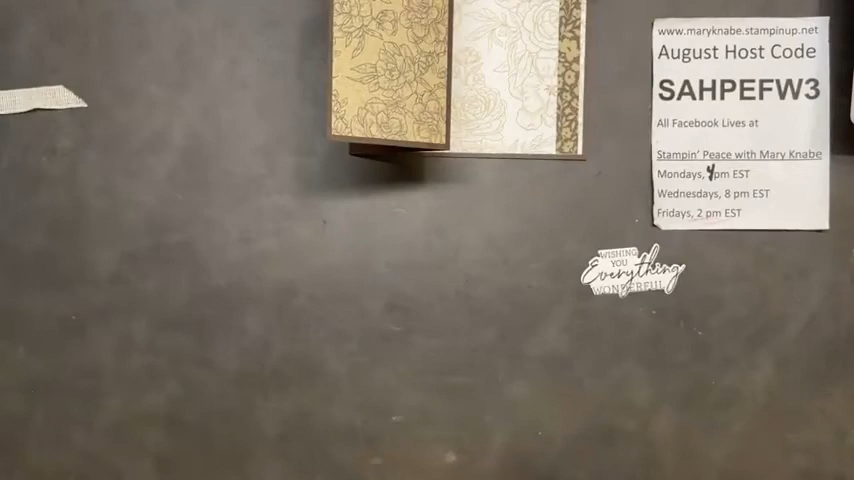 www.maryknabe.stampinup.net
August Host Code
SAHPEFW3
All Facebook Lives at
Stampin' Peace with Mary Knabe
Mondays, 4pm EST
Wednesdays, 8 pm EST
Fridays, 2 pm EST
WISHING
YOU
Everything
WONDERFUL